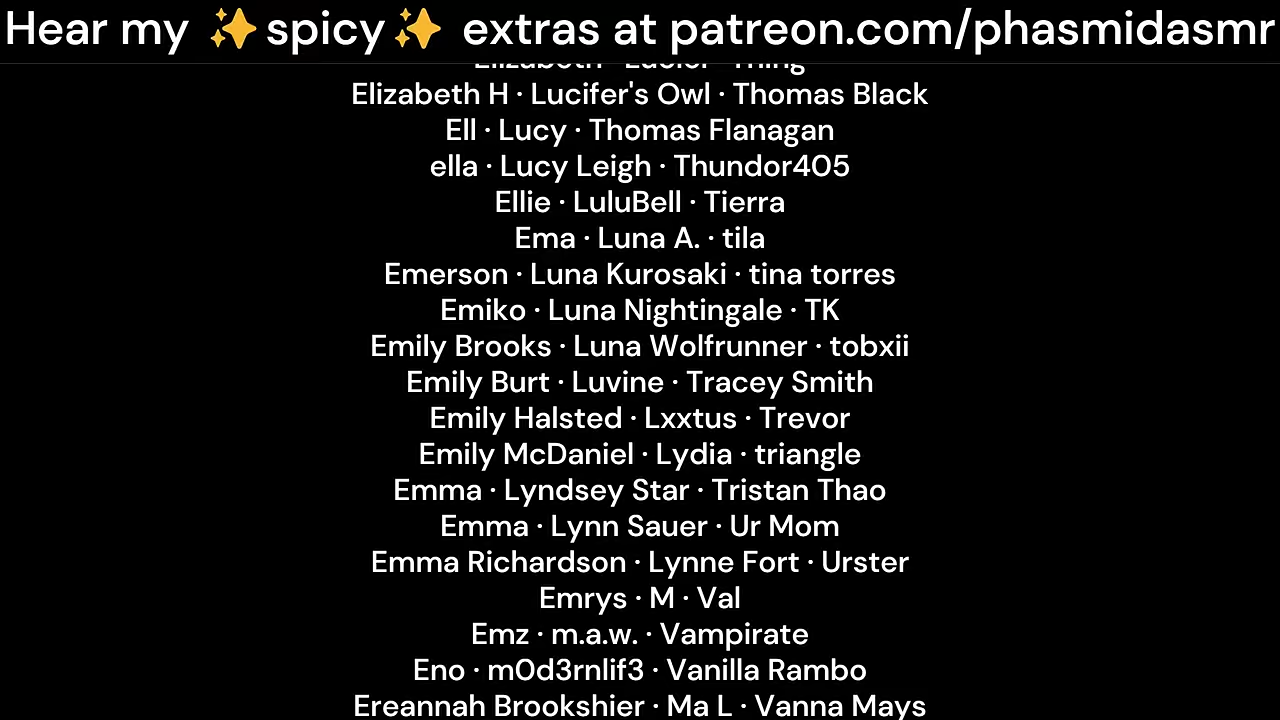 Hear my ✨spicy✨ extras at patreon.com/phasmidasmr
Elizabeth · Lucifer · Thing
Elizabeth H · Lucifer's Owl · Thomas Black
Ell · Lucy · Thomas Flanagan
ella · Lucy Leigh · Thundor405
Ellie · LuluBell · Tierra
Ema · Luna A. · tila
Emerson · Luna Kurosaki · tina torres
Emiko · Luna Nightingale · TK
Emily Brooks · Luna Wolfrunner · tobxii
Emily Burt · Luvine · Tracey Smith
Emily Halsted · Lxxtus · Trevor
Emily McDaniel · Lydia · triangle
Emma · Lyndsey Star · Tristan Thao
Emma · Lynn Sauer · Ur Mom
Emma Richardson · Lynne Fort · Urster
Emrys · M · Val
Emz · m.a.w. · Vampirate
Eno · m0d3rnlif3 · Vanilla Rambo
Ereannah Brookshier · Ma L · Vanna Mays